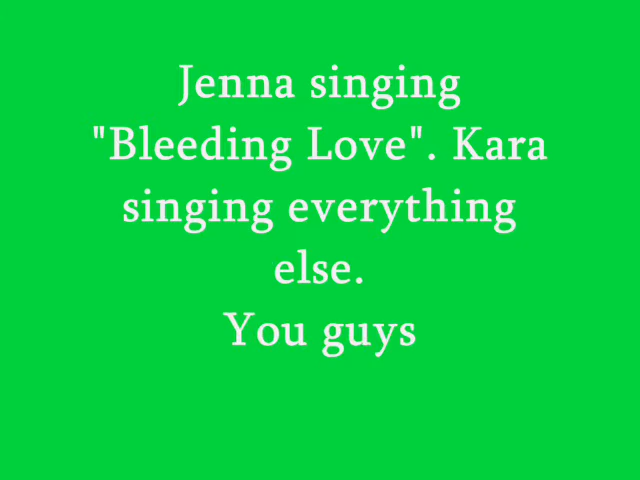 Jenna singing
"Bleeding Love". Kara
singing everything
else.
You guys